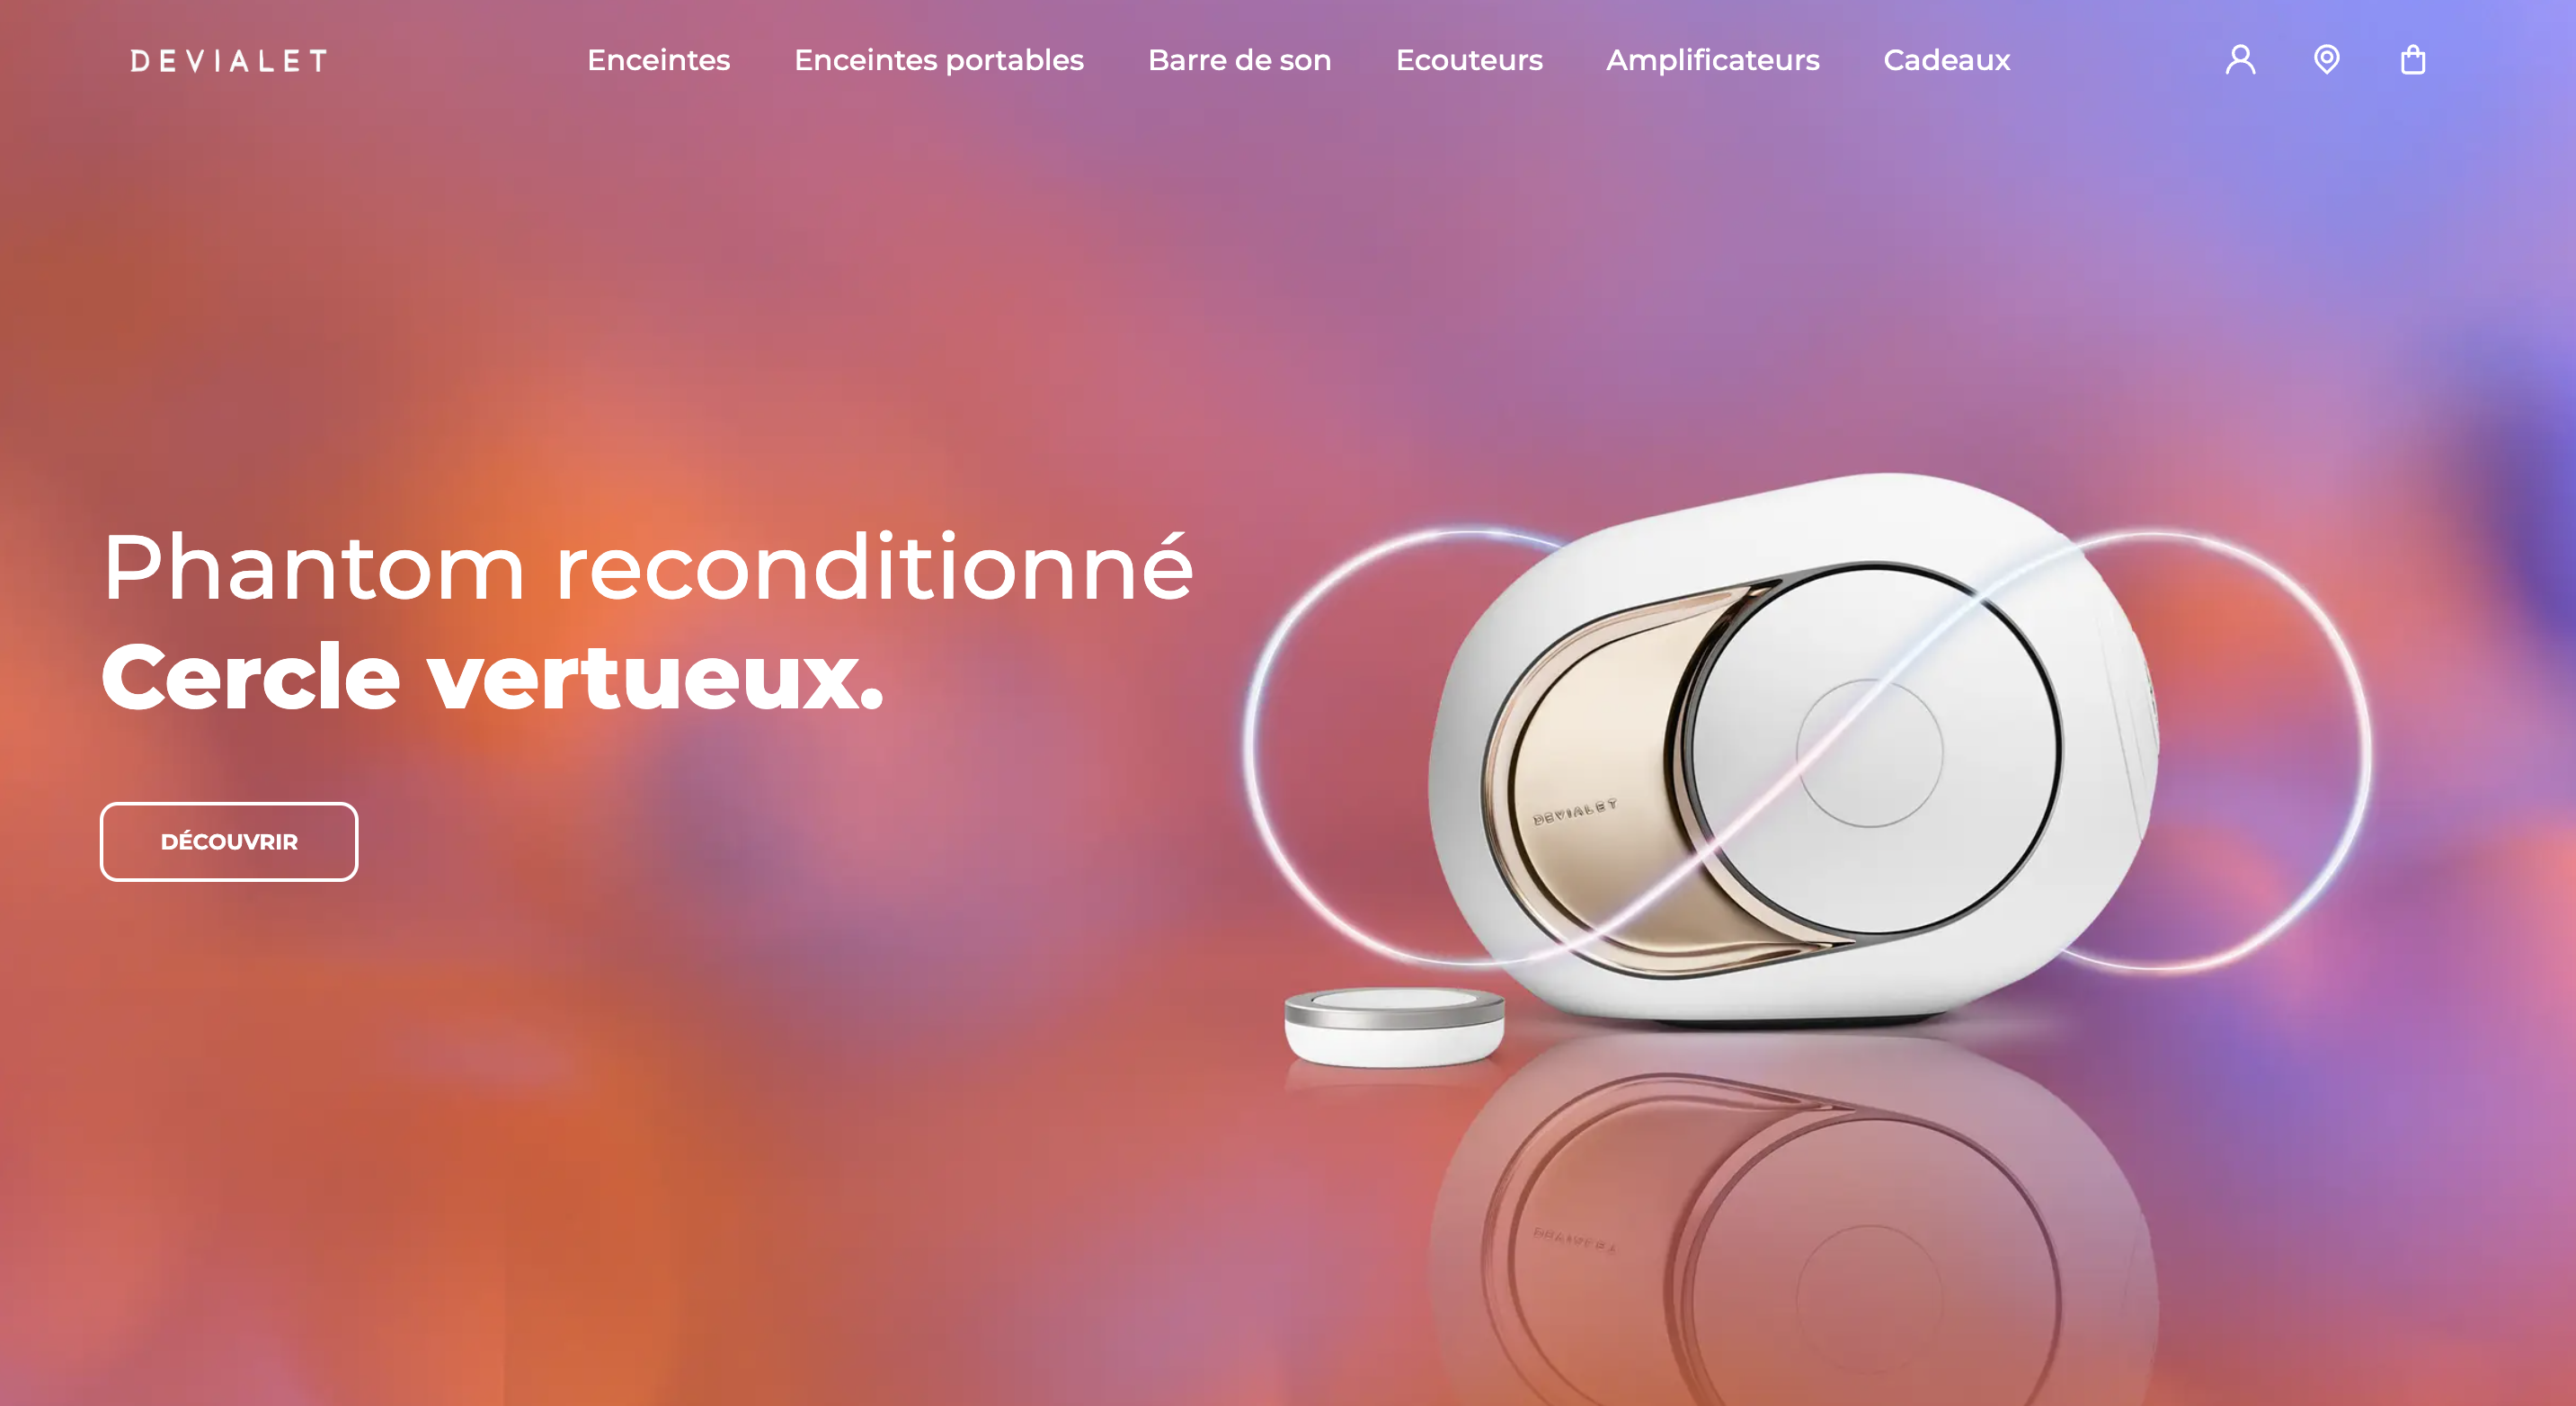 DEVIALET
Enceintes
Enceintes portables
Barre de son
Ecouteurs
Amplificateurs
Cadeaux
Phantom reconditionné
Cercle vertueux.
DÉCOUVRIR
DEVIALET